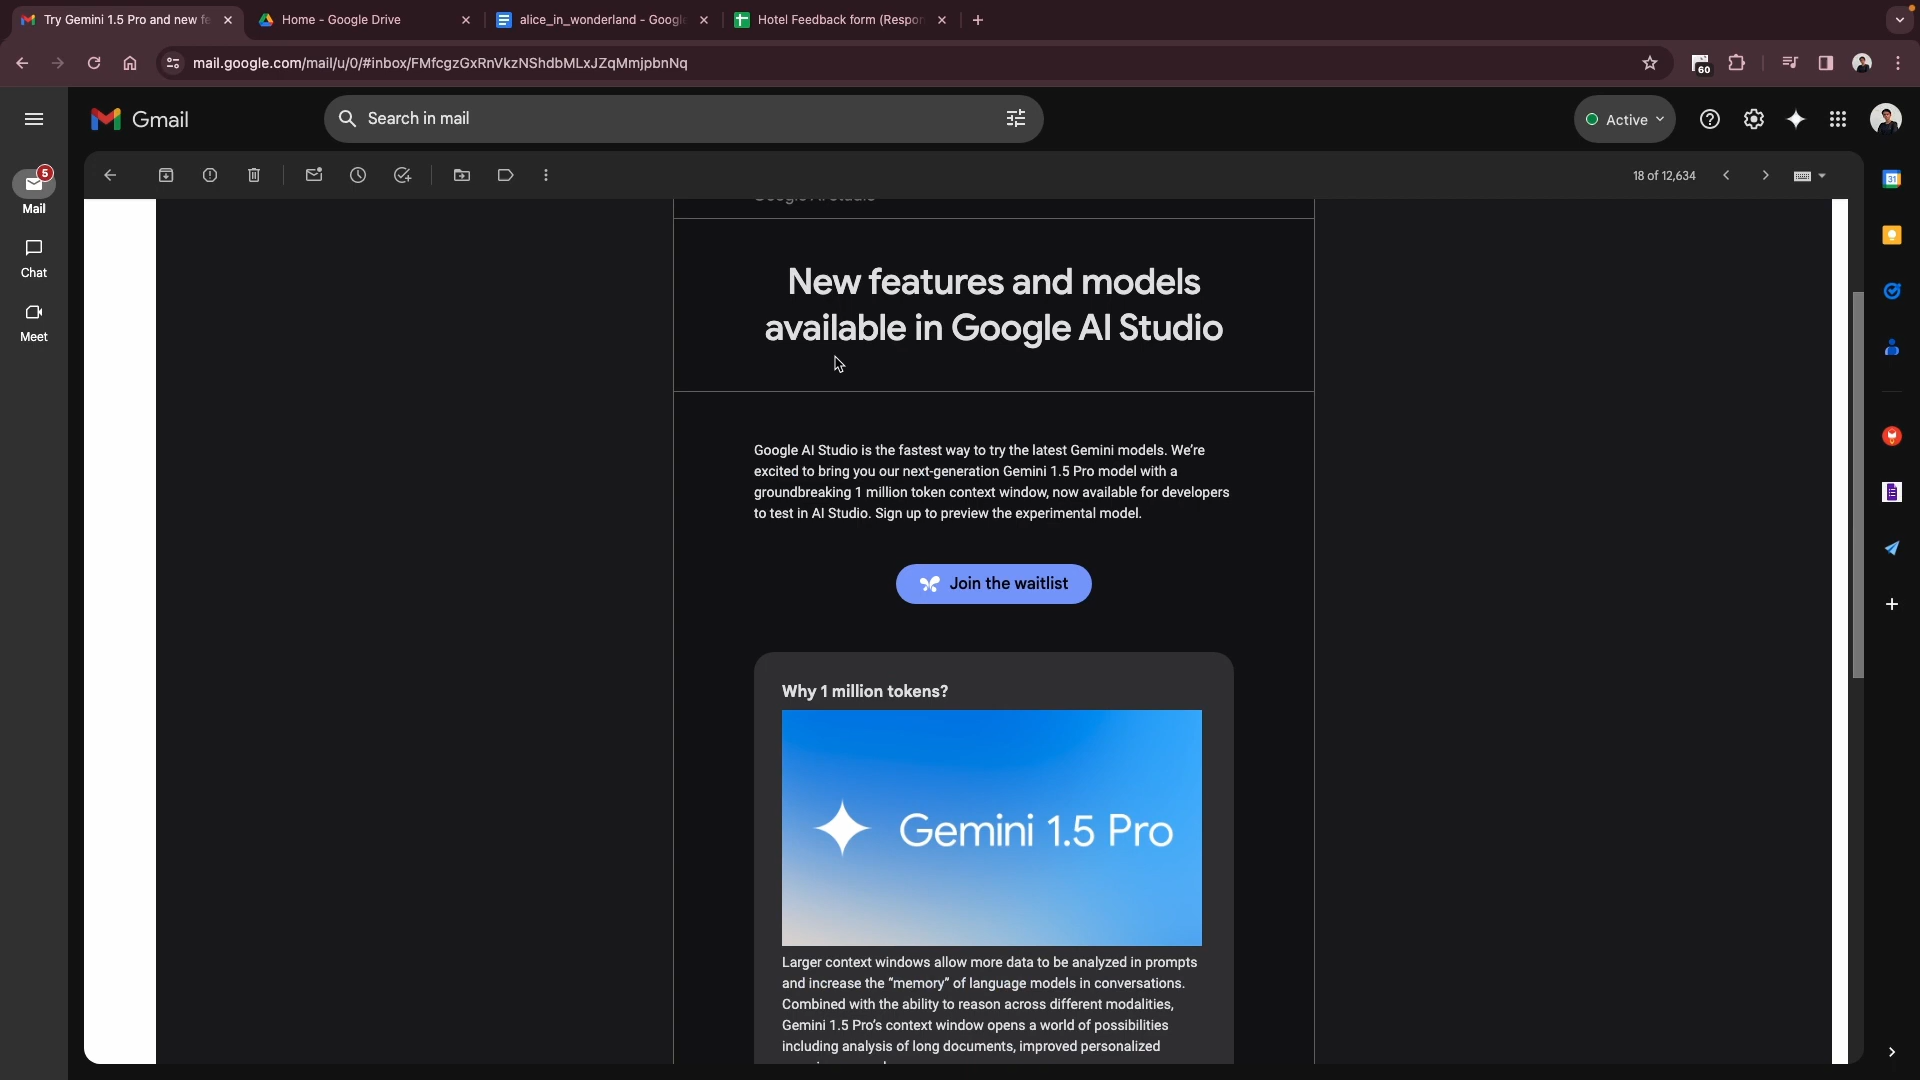 Try Gemini 1.5 Pro and new fe
Home - Google Drive
alice_in_wonderland - Google
Hotel Feedback form (Respon
mail.google.com/mail/u/0/#inbox/FMfcgzGxRnVkzNShdbMLxJZqMmjpbnNq
60
Gmail
Search in mail
Active
5
Mail
Chat
Meet
18 of 12,634
31
Google AI Studio
New features and models
available in Google AI Studio
Google AI Studio is the fastest way to try the latest Gemini models. We’re
excited to bring you our next-generation Gemini 1.5 Pro model with a
groundbreaking 1 million token context window, now available for developers
to test in AI Studio. Sign up to preview the experimental model.
Join the waitlist
Why 1 million tokens?
Gemini 1.5 Pro
Larger context windows allow more data to be analyzed in prompts
and increase the “memory” of language models in conversations.
Combined with the ability to reason across different modalities,
Gemini 1.5 Pro’s context window opens a world of possibilities
including analysis of long documents, improved personalized